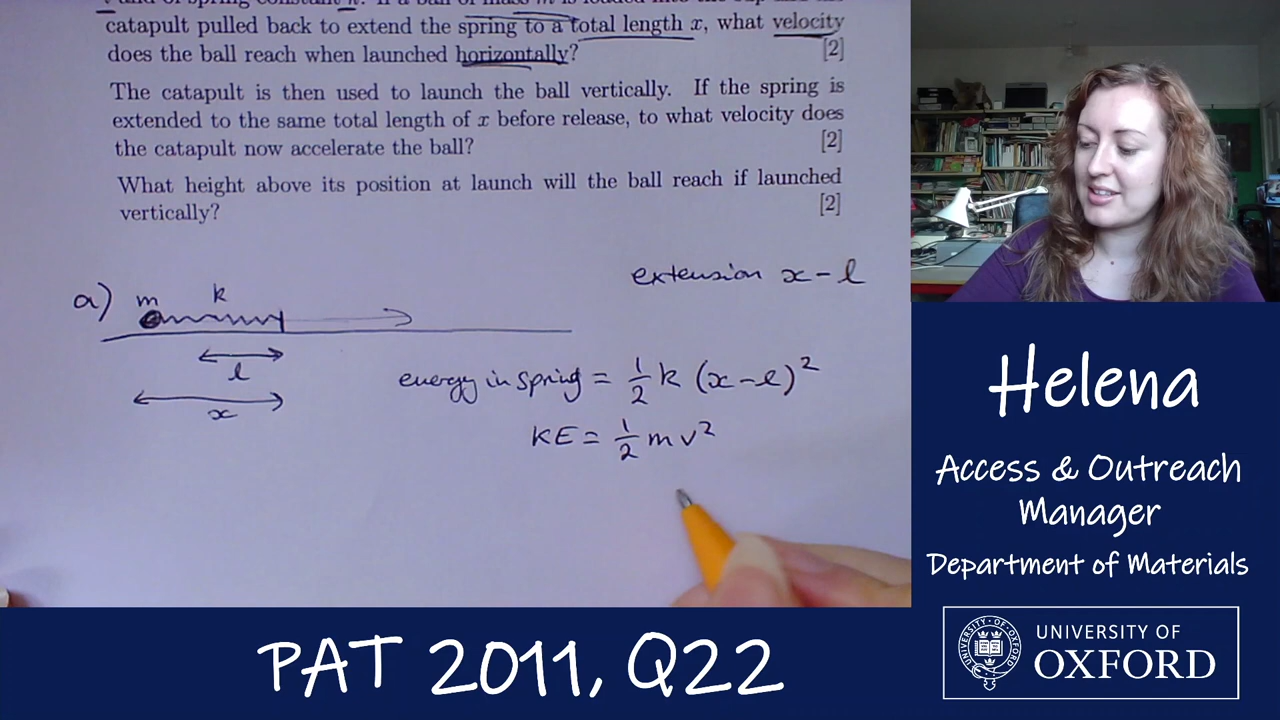 catapult pulled back to extend the spring to a total length x, what velocity
does the ball reach when launched horizontally? [2]
The catapult is then used to launch the ball vertically. If the spring is
extended to the same total length of x before release, to what velocity does
the catapult now accelerate the ball? [2]
What height above its position at launch will the ball reach if launched
vertically? [2]
extension x - l
a) m k
l
x
energy in spring = 1/2 k (x - l)²
KE = 1/2 m v²
Helena
Access & Outreach
Manager
Department of Materials
UNIVERSITY OF
OXFORD
PAT 2011, Q22